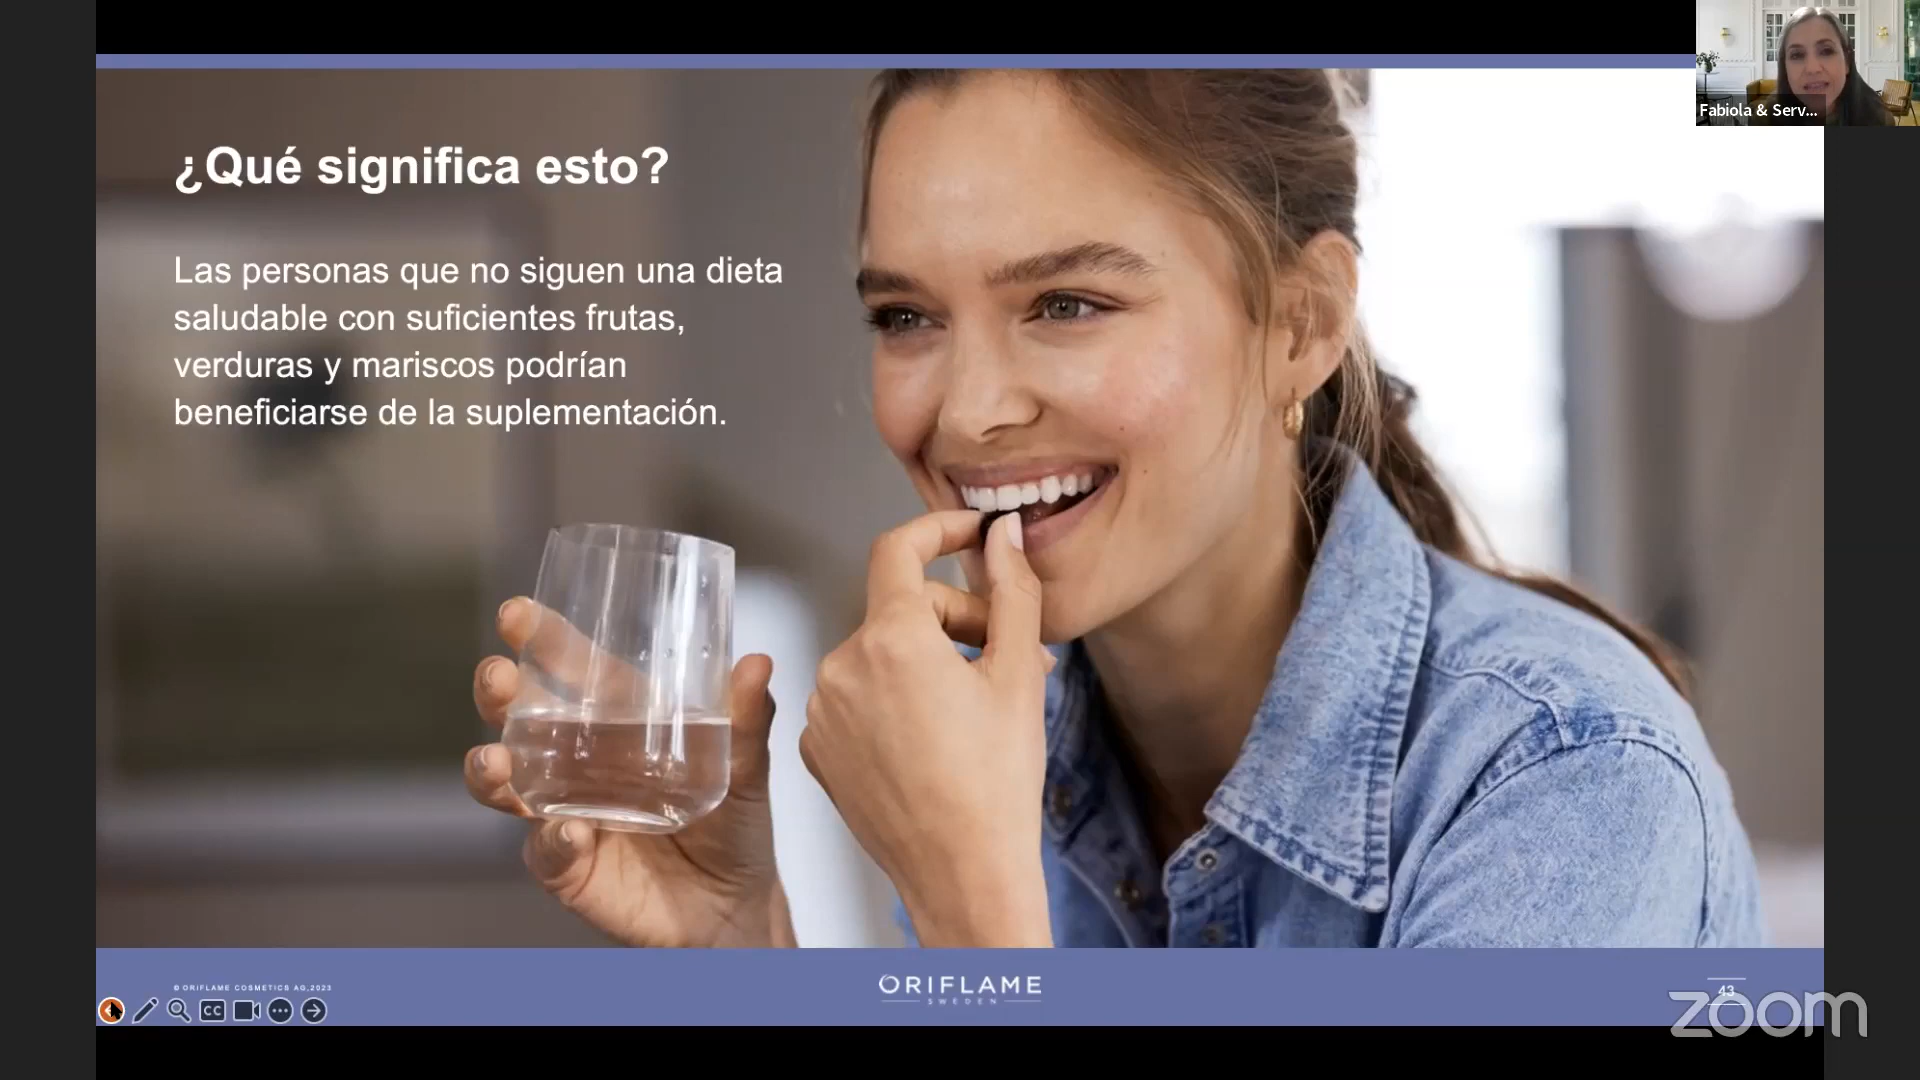 Fabiola & Serv...
¿Qué significa esto?
Las personas que no siguen una dieta
saludable con suficientes frutas,
verduras y mariscos podrían
beneficiarse de la suplementación.
© ORIFLAME COSMETICS AG,2023
CC
ORIFLAME
SWEDEN
43
zoom